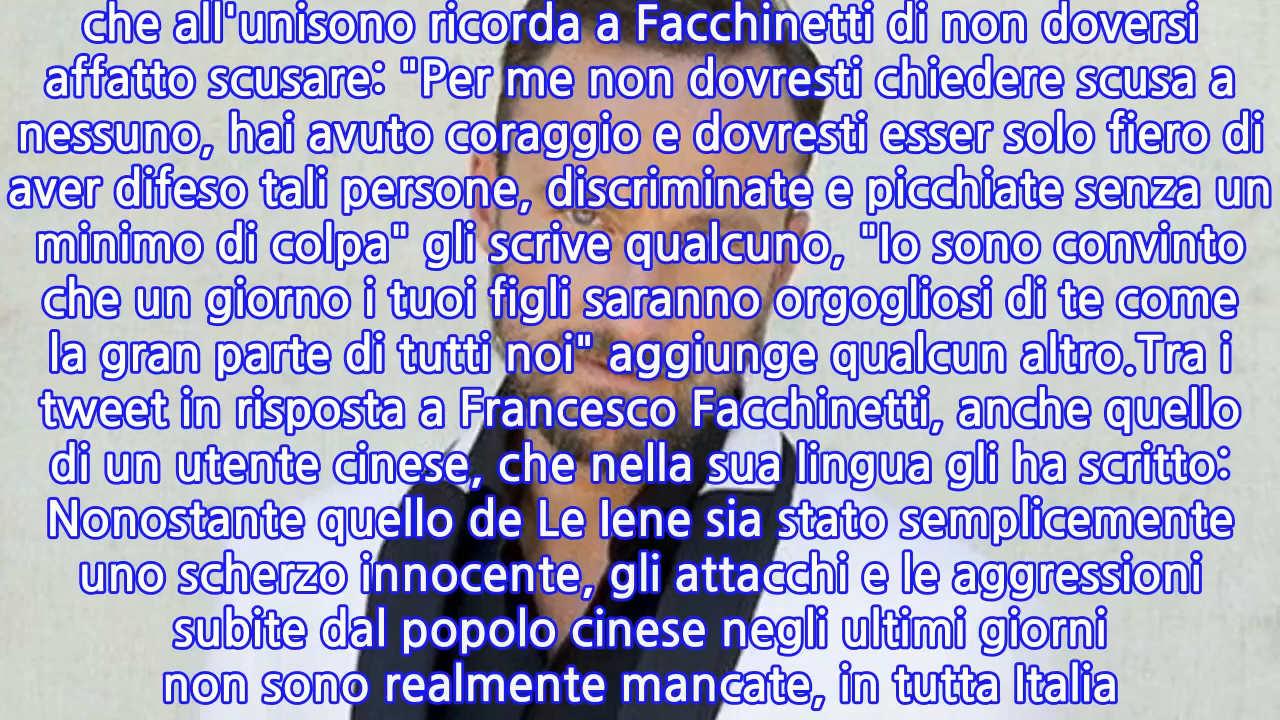 che all'unisono ricorda a Facchinetti di non doversi
affatto scusare: "Per me non dovresti chiedere scusa a
nessuno, hai avuto coraggio e dovresti esser solo fiero di
aver difeso tali persone, discriminate e picchiate senza un
minimo di colpa" gli scrive qualcuno, "Io sono convinto
che un giorno i tuoi figli saranno orgogliosi di te come
la gran parte di tutti noi" aggiunge qualcun altro.Tra i
tweet in risposta a Francesco Facchinetti, anche quello
di un utente cinese, che nella sua lingua gli ha scritto:
Nonostante quello de Le Iene sia stato semplicemente
uno scherzo innocente, gli attacchi e le aggressioni
subite dal popolo cinese negli ultimi giorni
non sono realmente mancate, in tutta Italia